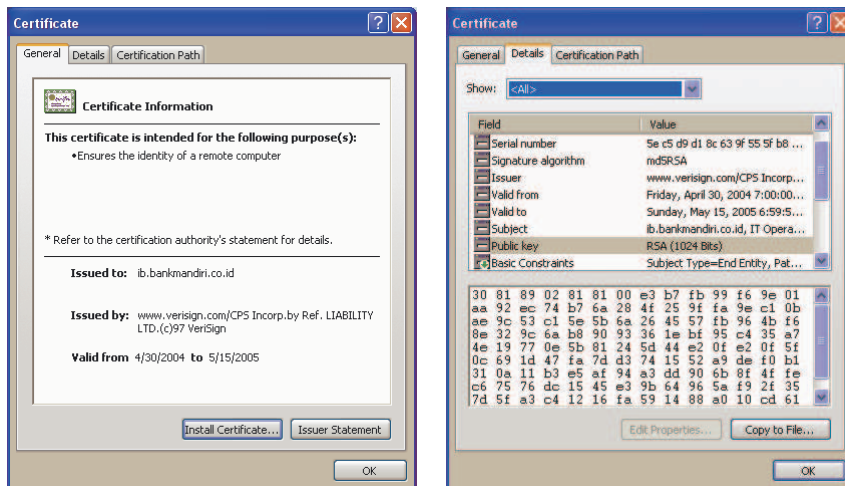 Certificate
General Details Certification Path
Certificate Information
This certificate is intended for the following purpose(s):
•Ensures the identity of a remote computer
* Refer to the certification authority's statement for details.
Issued to: ib.bankmandiri.co.id
Issued by: www.verisign.com/CPS Incorp.by Ref. LIABILITY
LTD.(c)97 VeriSign
Valid from 4/30/2004 to 5/15/2005
Install Certificate... Issuer Statement
OK
Certificate
General Details Certification Path
Show: <All>
Field Value
Serial number 5e c5 d9 d1 8c 63 9f 55 5f b8 ...
Signature algorithm md5RSA
Issuer www.verisign.com/CPS Incorp...
Valid from Friday, April 30, 2004 7:00:00...
Valid to Sunday, May 15, 2005 6:59:5...
Subject ib.bankmandiri.co.id, IT Opera...
Public key RSA (1024 Bits)
Basic Constraints Subject Type=End Entity, Pat...
30 81 89 02 81 81 00 e3 b7 fb 99 f6 9e 01
aa 92 ec 74 b7 6a 28 4f 25 9f fa 9e c1 0b
ae 9c 53 c1 5e 5b 6a 26 45 57 fb 96 4b f6
8e 32 9c 6a b8 90 93 36 1e bf 95 c4 35 a7
4e 19 77 0e 5b 81 24 5d 44 e2 0f e2 0f 5f
0c 69 1d 47 fa 7d d3 74 15 52 a9 de f0 b1
31 0a 11 b3 e5 af 94 a3 dd 90 6b 8f 4f fe
c6 75 76 dc 15 45 e3 9b 64 96 5a f9 2f 35
7d 5f a3 c4 12 16 fa 59 14 88 a0 10 cd 61
Edit Properties... Copy to File...
OK